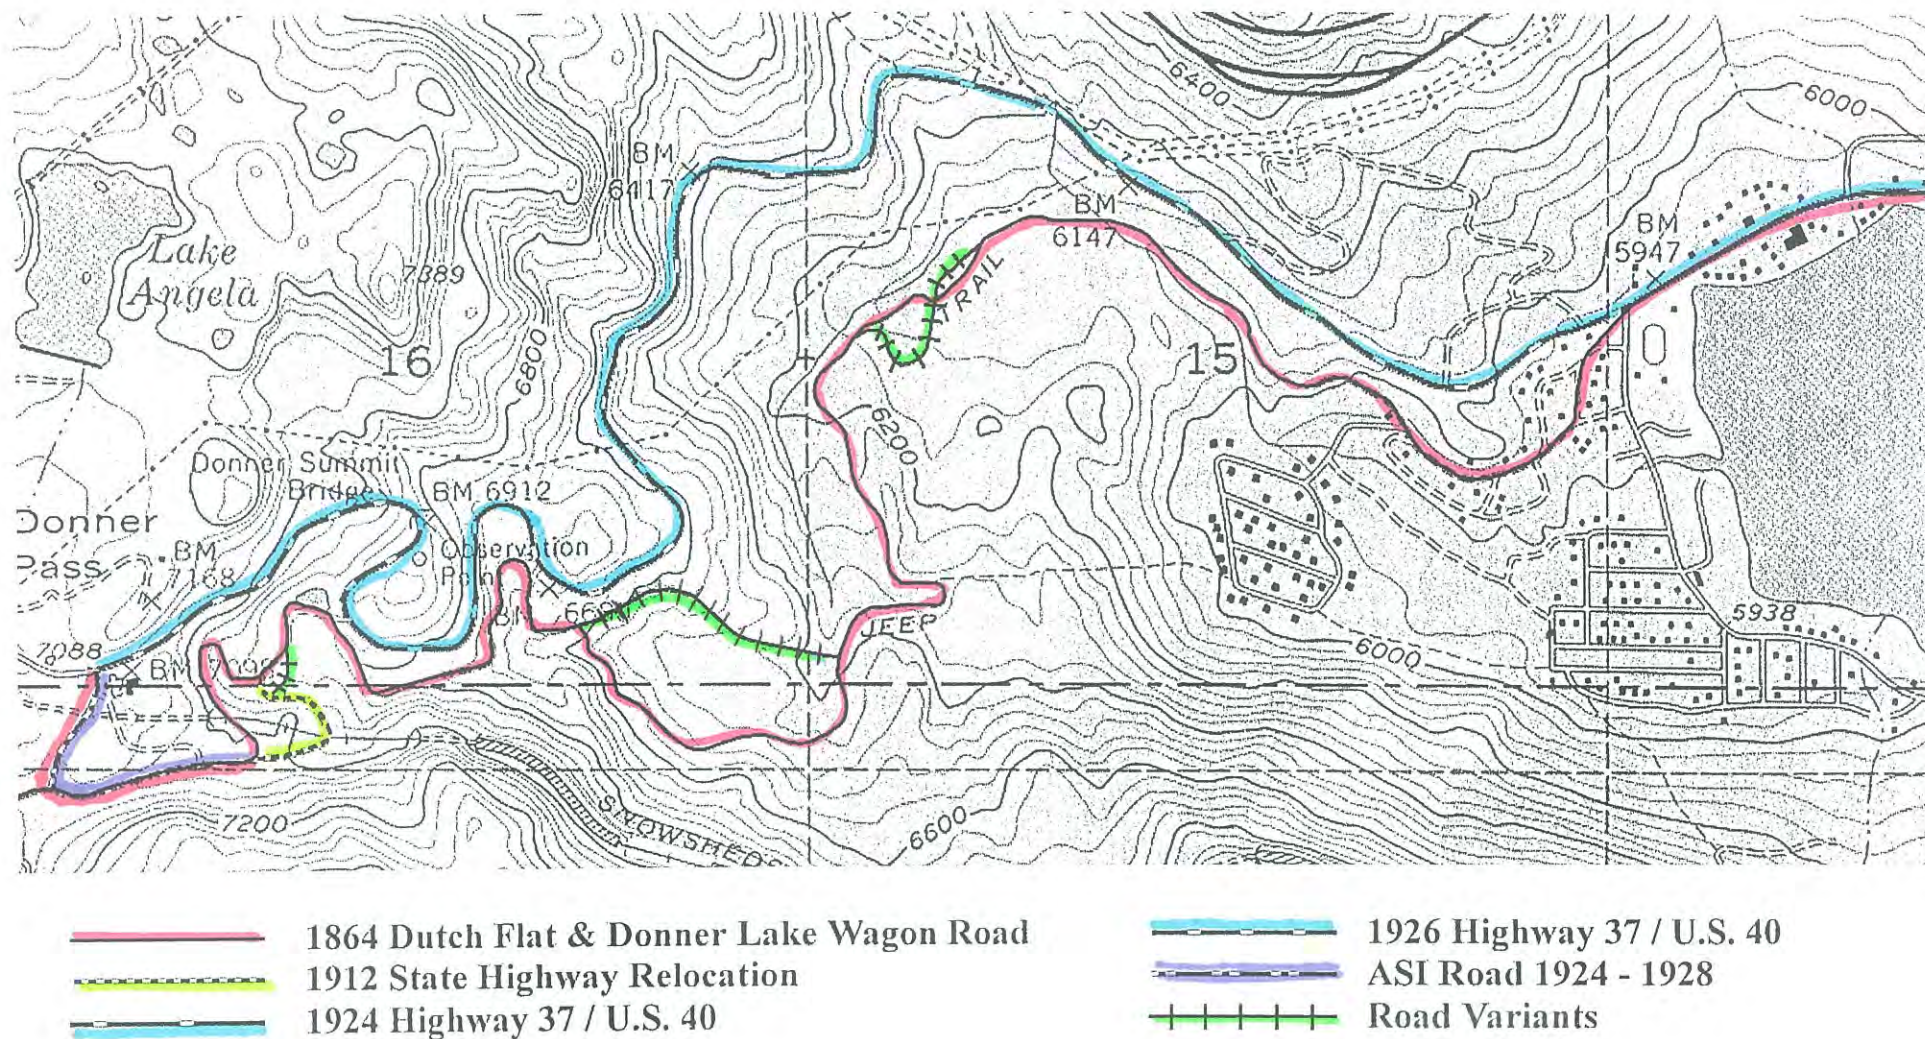 6400
6000
BM
6417
Lake
Angela
7389
BM
6147
BM
5947
TRAIL
16
6800
15
6200
Donner Summit
Bridge
BM 6912
Donner
Pass
BM
7168
Observation
Point
JEEP
5938
6000
7088
BM
7200
SNOWSHEDS
6600
1864 Dutch Flat & Donner Lake Wagon Road
1912 State Highway Relocation
1924 Highway 37 / U.S. 40
1926 Highway 37 / U.S. 40
ASI Road 1924 - 1928
Road Variants